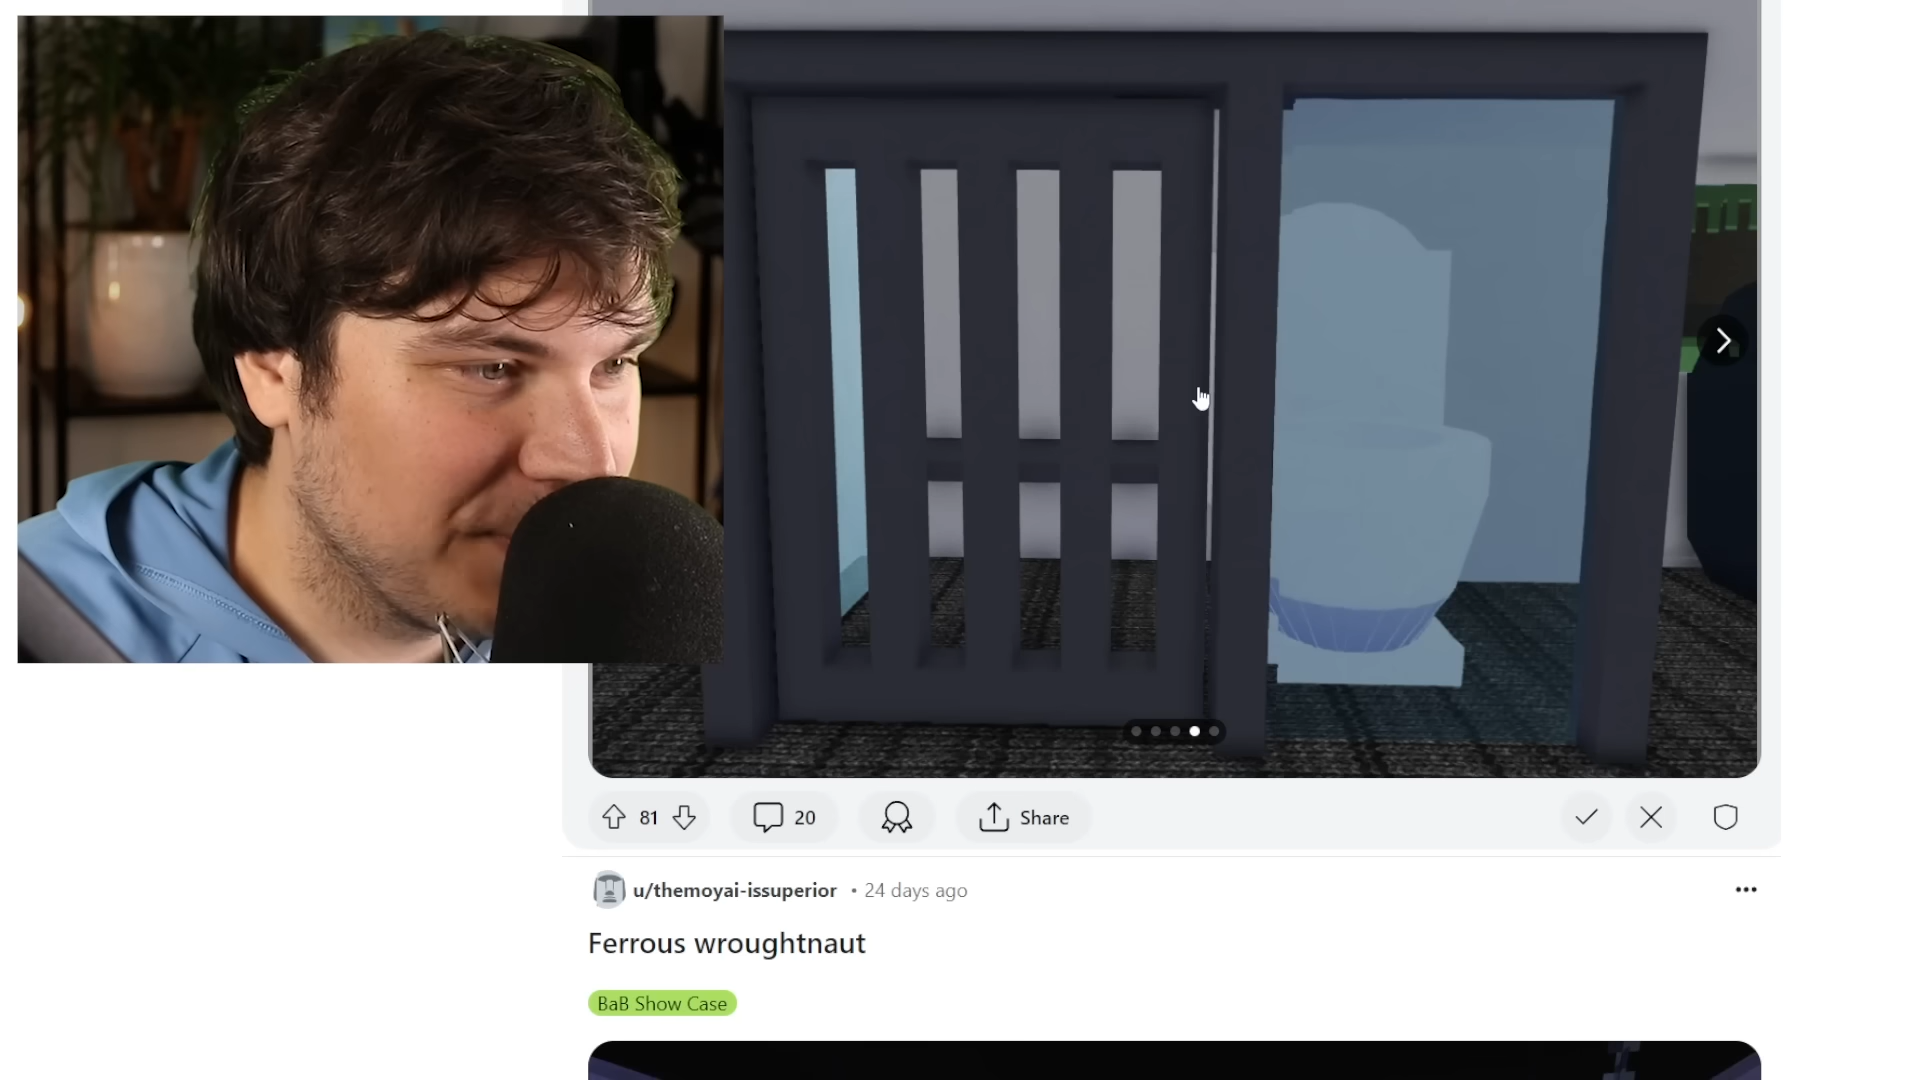 81
20
Share
u/themoyai-issuperior • 24 days ago
Ferrous wroughtnaut
BaB Show Case